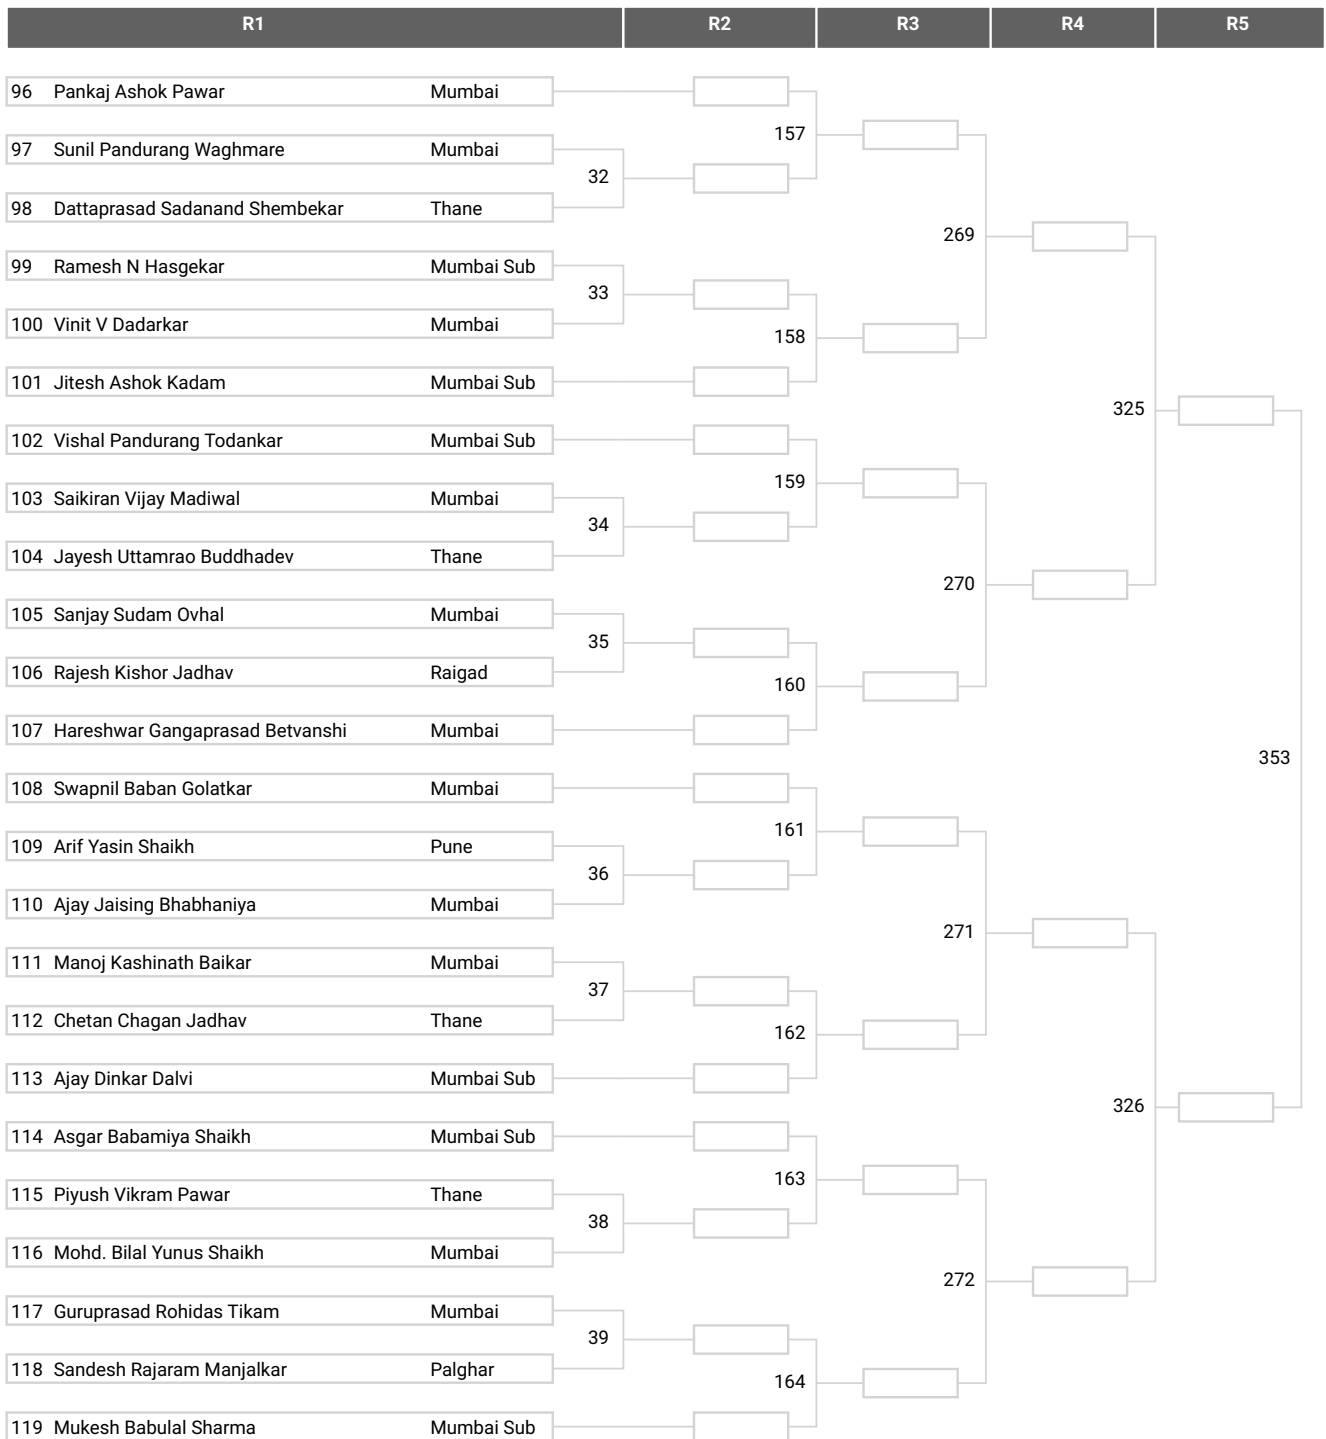 R1 R2 R3 R4 R5
96 Pankaj Ashok Pawar Mumbai
157
97 Sunil Pandurang Waghmare Mumbai
32
98 Dattaprasad Sadanand Shembekar Thane
269
99 Ramesh N Hasgekar Mumbai Sub
33
100 Vinit V Dadarkar Mumbai
158
101 Jitesh Ashok Kadam Mumbai Sub
325
102 Vishal Pandurang Todankar Mumbai Sub
159
103 Saikiran Vijay Madiwal Mumbai
34
104 Jayesh Uttamrao Buddhadev Thane
270
105 Sanjay Sudam Ovhal Mumbai
35
106 Rajesh Kishor Jadhav Raigad
160
107 Hareshwar Gangaprasad Betvanshi Mumbai
353
108 Swapnil Baban Golatkar Mumbai
161
109 Arif Yasin Shaikh Pune
36
110 Ajay Jaising Bhabhaniya Mumbai
271
111 Manoj Kashinath Baikar Mumbai
37
112 Chetan Chagan Jadhav Thane
162
113 Ajay Dinkar Dalvi Mumbai Sub
326
114 Asgar Babamiya Shaikh Mumbai Sub
163
115 Piyush Vikram Pawar Thane
38
116 Mohd. Bilal Yunus Shaikh Mumbai
272
117 Guruprasad Rohidas Tikam Mumbai
39
118 Sandesh Rajaram Manjalkar Palghar
164
119 Mukesh Babulal Sharma Mumbai Sub